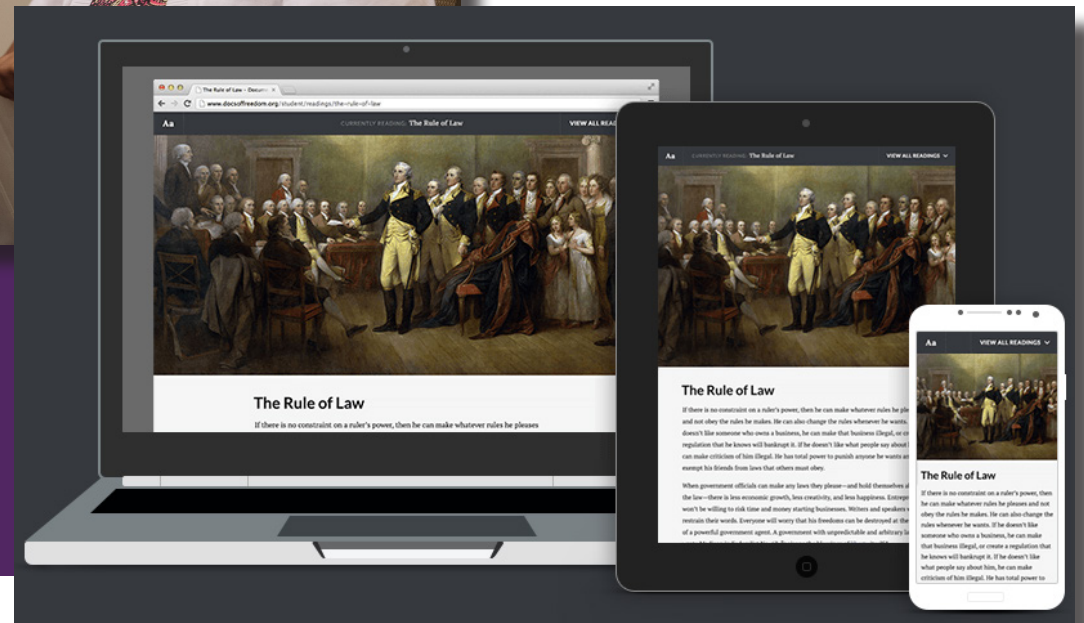 The Rule of Law - Docum
www.docsoffreedom.org/student/readings/the-rule-of-law
Aa CURRENTLY READING: The Rule of Law VIEW ALL REA
The Rule of Law
If there is no constraint on a ruler's power, then he can make whatever rules he pleases
Aa CURRENTLY READING: The Rule of Law VIEW ALL READINGS
The Rule of Law
If there is no constraint on a ruler's power, then he can make whatever rules he ple
and not obey the rules he makes. He can also change the rules whenever he wants.
doesn't like someone who owns a business, he can make that business illegal, or cr
regulation that he knows will bankrupt it. If he doesn't like what people say about
can make criticism of him illegal. He has total power to punish anyone he wants an
exempt his friends from laws that others must obey.
When government officials can make any laws they please—and hold themselves a
the law—there is less economic growth, less creativity, and less happiness. Entrepr
won't be willing to risk time and money starting businesses. Writers and speakers
restrain their words. Everyone will worry that his freedoms can be destroyed at the
of a powerful government agent. A government with unpredictable and arbitrary la
Aa VIEW ALL READINGS
The Rule of Law
If there is no constraint on a ruler's power, then
he can make whatever rules he pleases and not
obey the rules he makes. He can also change the
rules whenever he wants. If he doesn't like
someone who owns a business, he can make
that business illegal, or create a regulation that
he knows will bankrupt it. If he doesn't like
what people say about him, he can make
criticism of him illegal. He has total power to